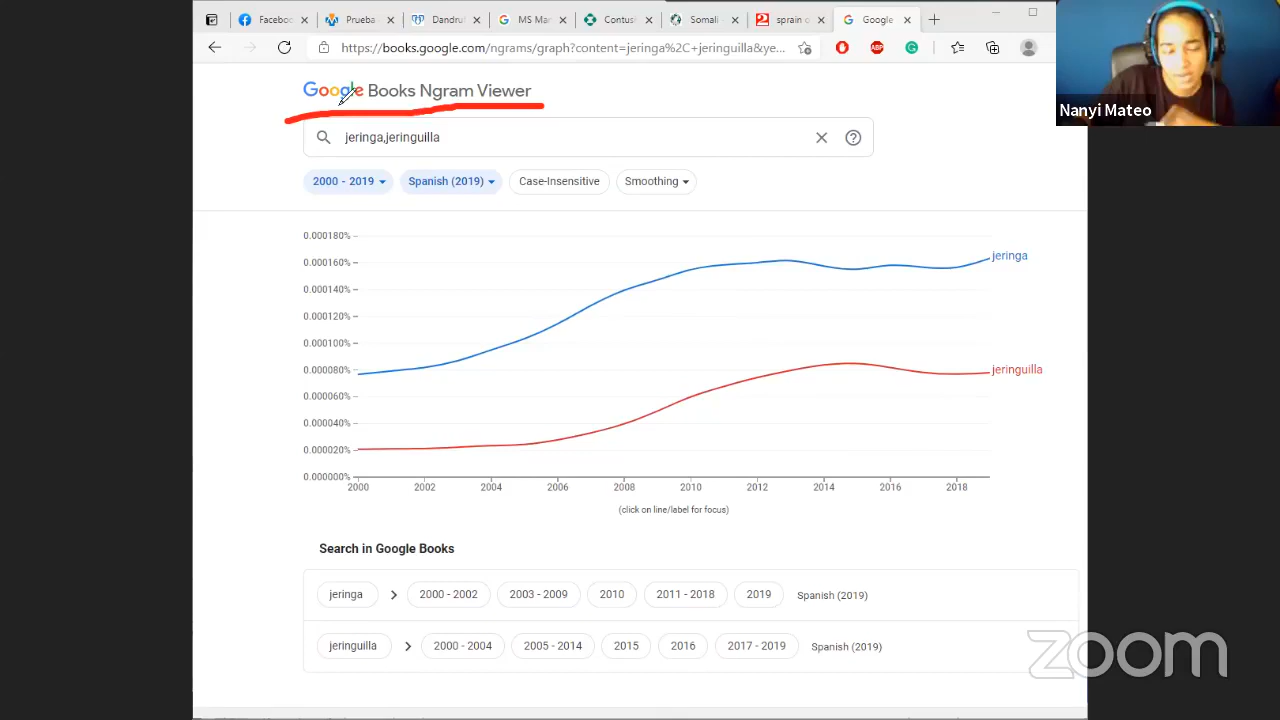 Facebo
Prueba
Dandruf
MS Mar
Contus
Somali
sprain o
Google
https://books.google.com/ngrams/graph?content=jeringa%2C+jeringuilla&ye...
ABP
Nanyi Mateo
Google Books Ngram Viewer
jeringa,jeringuilla
2000 - 2019
Spanish (2019)
Case-Insensitive
Smoothing
0.000180%
0.000160%
0.000140%
0.000120%
0.000100%
0.000080%
0.000060%
0.000040%
0.000020%
0.000000%
jeringa
jeringuilla
2000 2002 2004 2006 2008 2010 2012 2014 2016 2018
(click on line/label for focus)
Search in Google Books
jeringa 2000 - 2002 2003 - 2009 2010 2011 - 2018 2019 Spanish (2019)
jeringuilla 2000 - 2004 2005 - 2014 2015 2016 2017 - 2019 Spanish (2019)
zoom